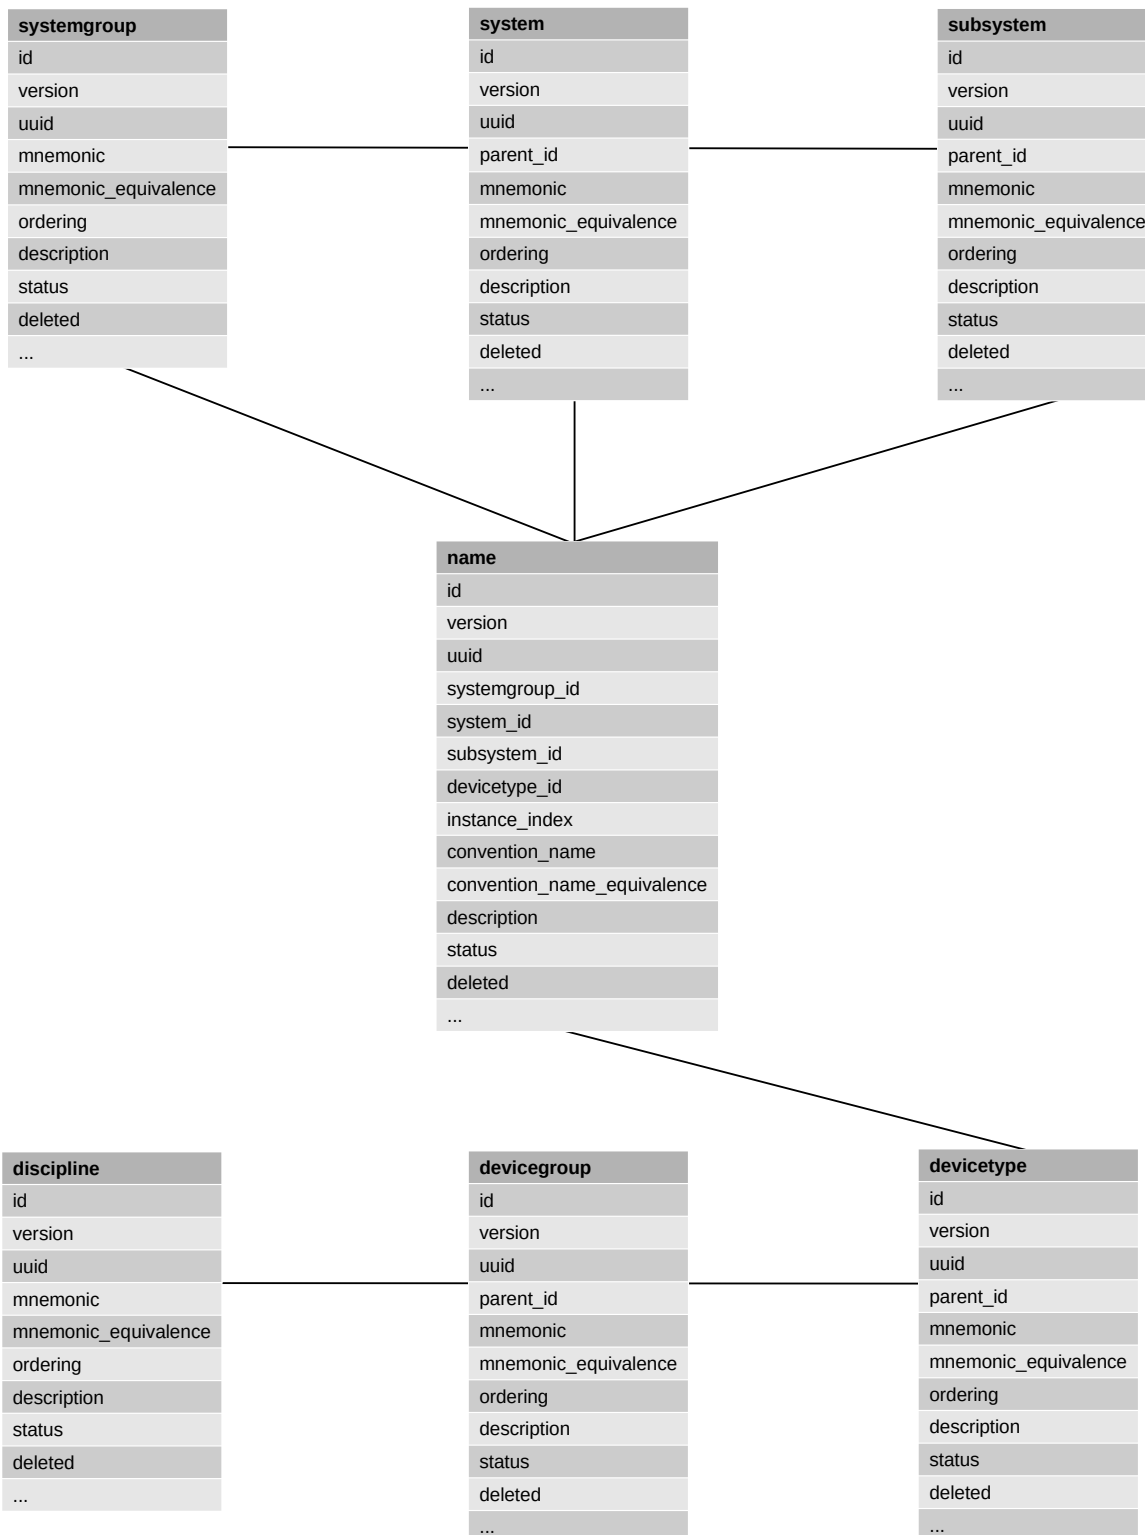 systemgroup
id
version
uuid
mnemonic
mnemonic_equivalence
ordering
description
status
deleted
...
system
id
version
uuid
parent_id
mnemonic
mnemonic_equivalence
ordering
description
status
deleted
...
subsystem
id
version
uuid
parent_id
mnemonic
mnemonic_equivalence
ordering
description
status
deleted
...
name
id
version
uuid
systemgroup_id
system_id
subsystem_id
devicetype_id
instance_index
convention_name
convention_name_equivalence
description
status
deleted
...
discipline
id
version
uuid
mnemonic
mnemonic_equivalence
ordering
description
status
deleted
...
devicegroup
id
version
uuid
parent_id
mnemonic
mnemonic_equivalence
ordering
description
status
deleted
...
devicetype
id
version
uuid
parent_id
mnemonic
mnemonic_equivalence
ordering
description
status
deleted
...